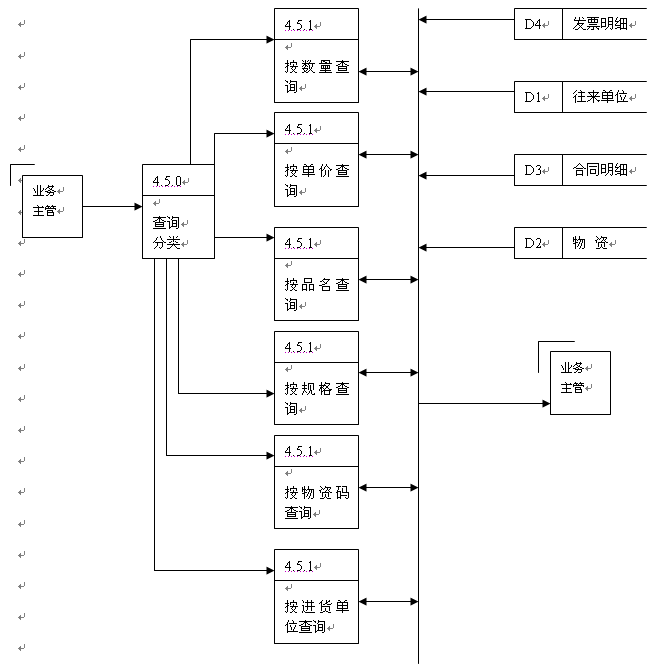 业务
主管
4.5.0
查询
分类
4.5.1
按数量查
询
4.5.1
按单价查
询
4.5.1
按品名查
询
4.5.1
按规格查
询
4.5.1
按物资码
查询
4.5.1
按进货单
位查询
D4 发票明细
D1 往来单位
D3 合同明细
D2 物 资
业务
主管